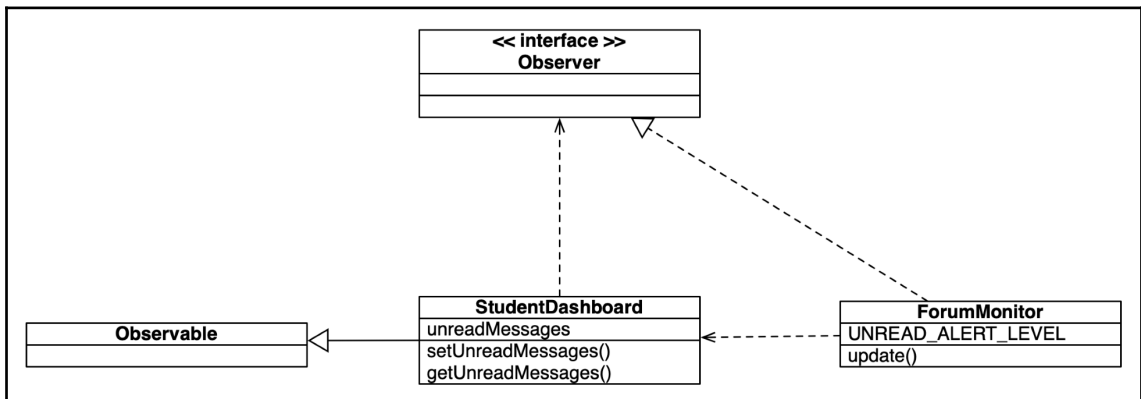 << interface >>
Observer
StudentDashboard
unreadMessages
setUnreadMessages()
getUnreadMessages()
Observable
ForumMonitor
UNREAD_ALERT_LEVEL
update()